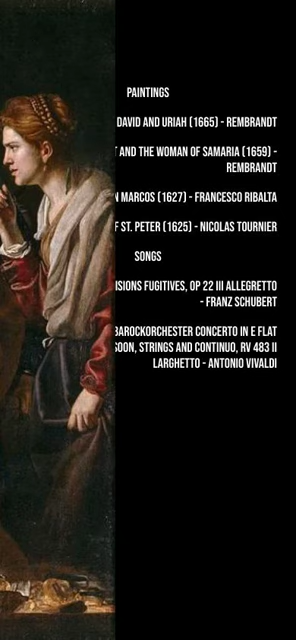 PAINTINGS
DAVID AND URIAH (1665) - REMBRANDT
AND THE WOMAN OF SAMARIA (1659) -
REMBRANDT
MARCOS (1627) - FRANCESCO RIBALTA
ST. PETER (1625) - NICOLAS TOURNIER
SONGS
FUGITIVES, OP 22 III ALLEGRETTO
- FRANZ SCHUBERT
BAROCKORCHESTER CONCERTO IN E FLAT
STRINGS AND CONTINUO, RV 483 II
LARGHETTO - ANTONIO VIVALDI